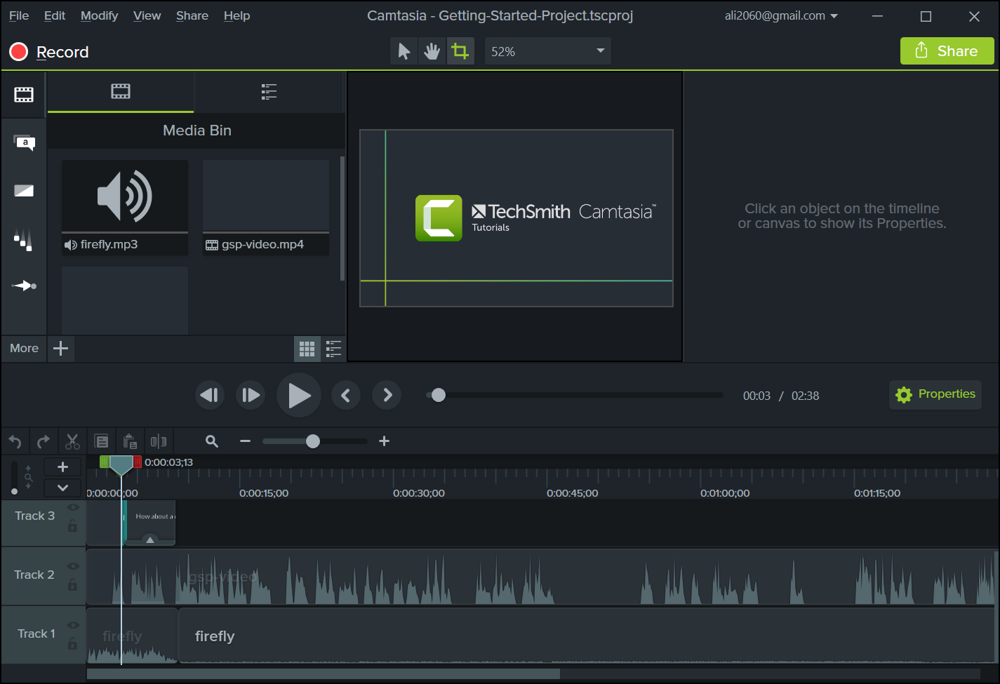 File Edit Modify View Share Help
Camtasia - Getting-Started-Project.tscproj
ali2060@gmail.com
Record
52%
Share
Media Bin
a
firefly.mp3
gsp-video.mp4
TechSmith Camtasia™
Tutorials
Click an object on the timeline
or canvas to show its Properties.
More
00:03 / 02:38
Properties
0:00:03;13
0:00:00;00 0:00:15;00 0:00:30;00 0:00:45;00 0:01:00;00 0:01:15;00
Track 3
How about a
Track 2
gsp-video
Track 1
firefly
firefly